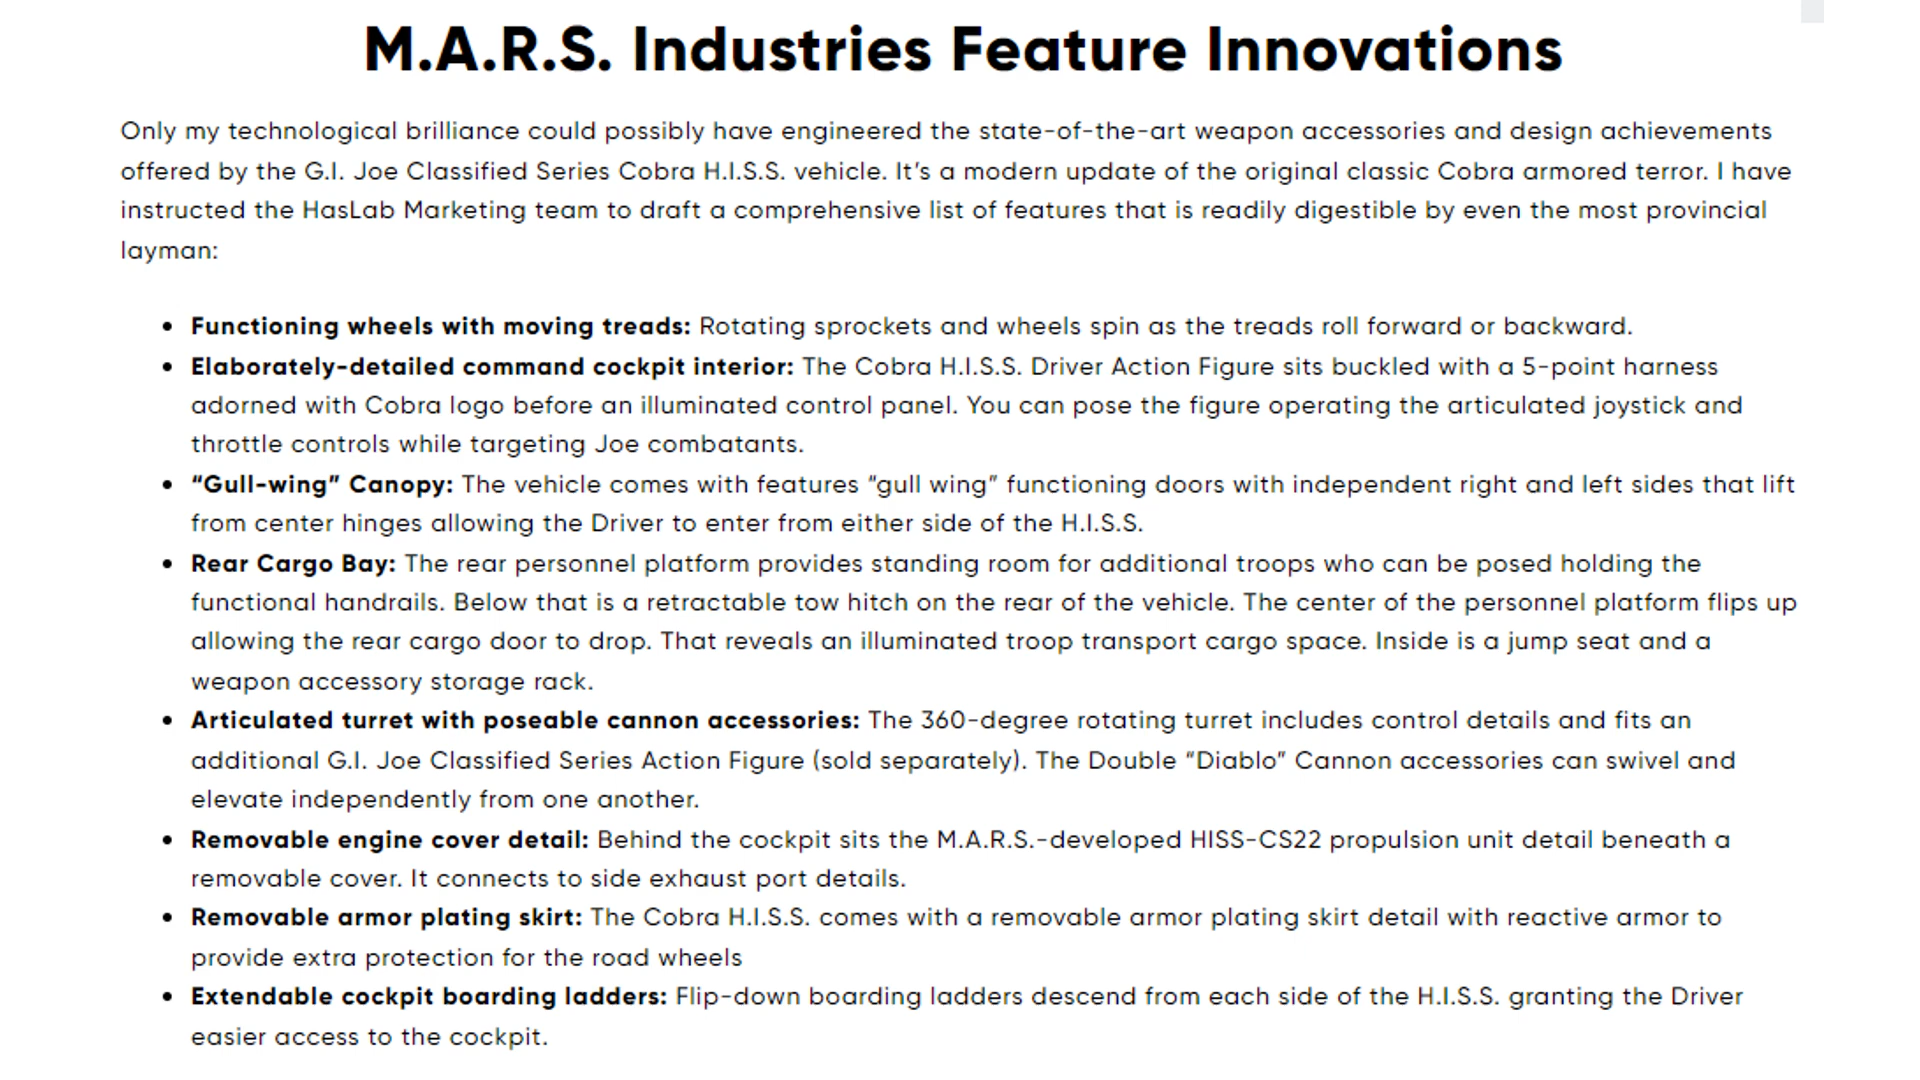 M.A.R.S. Industries Feature Innovations
Only my technological brilliance could possibly have engineered the state-of-the-art weapon accessories and design achievements
offered by the G.I. Joe Classified Series Cobra H.I.S.S. vehicle. It’s a modern update of the original classic Cobra armored terror. I have
instructed the HasLab Marketing team to draft a comprehensive list of features that is readily digestible by even the most provincial
layman:
• Functioning wheels with moving treads: Rotating sprockets and wheels spin as the treads roll forward or backward.
• Elaborately-detailed command cockpit interior: The Cobra H.I.S.S. Driver Action Figure sits buckled with a 5-point harness
adorned with Cobra logo before an illuminated control panel. You can pose the figure operating the articulated joystick and
throttle controls while targeting Joe combatants.
• “Gull-wing” Canopy: The vehicle comes with features “gull wing” functioning doors with independent right and left sides that lift
from center hinges allowing the Driver to enter from either side of the H.I.S.S.
• Rear Cargo Bay: The rear personnel platform provides standing room for additional troops who can be posed holding the
functional handrails. Below that is a retractable tow hitch on the rear of the vehicle. The center of the personnel platform flips up
allowing the rear cargo door to drop. That reveals an illuminated troop transport cargo space. Inside is a jump seat and a
weapon accessory storage rack.
• Articulated turret with poseable cannon accessories: The 360-degree rotating turret includes control details and fits an
additional G.I. Joe Classified Series Action Figure (sold separately). The Double “Diablo” Cannon accessories can swivel and
elevate independently from one another.
• Removable engine cover detail: Behind the cockpit sits the M.A.R.S.-developed HISS-CS22 propulsion unit detail beneath a
removable cover. It connects to side exhaust port details.
• Removable armor plating skirt: The Cobra H.I.S.S. comes with a removable armor plating skirt detail with reactive armor to
provide extra protection for the road wheels
• Extendable cockpit boarding ladders: Flip-down boarding ladders descend from each side of the H.I.S.S. granting the Driver
easier access to the cockpit.